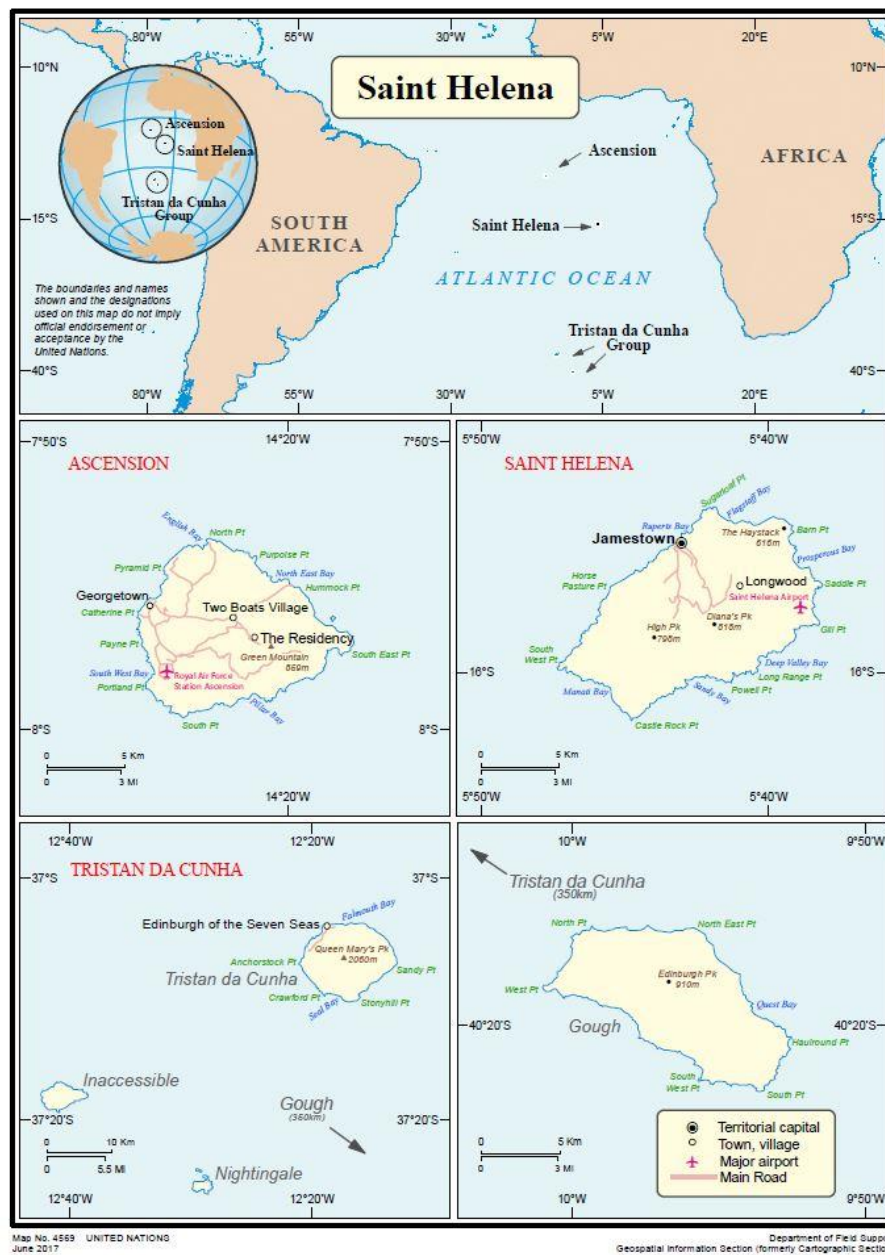 80°W 55°W 30°W 5°W 20°E
10°N 10°N
Saint Helena
Ascension
Saint Helena
Tristan da Cunha
Group
Ascension
AFRICA
15°S 15°S
SOUTH
AMERICA
Saint Helena
ATLANTIC OCEAN
The boundaries and names
shown and the designations
used on this map do not imply
official endorsement or
acceptance by the
United Nations.
Tristan da Cunha
Group
40°S 40°S
80°W 55°W 30°W 5°W 20°E
7°50'S 14°20'W 7°50'S
ASCENSION
English Bay
North Pt
Purpoise Pt
Pyramid Pt
North East Bay
Hummock Pt
Georgetown
Catherine Pt
Two Boats Village
The Residency
Payne Pt
Green Mountain
859m
South East Pt
South West Bay
Royal Air Force
Station Ascension
Portland Pt
Pillar Bay
South Pt
8°S 8°S
0 5 Km
0 3 MI
14°20'W
5°50'W 5°40'W
SAINT HELENA
Sugarloaf Pt
Flagstaff Bay
Ruperts Bay
The Haystack
616m
Barn Pt
Jamestown
Prosperous Bay
Horse
Pasture Pt
Longwood
Saddle Pt
Saint Helena Airport
High Pk
798m
Diana's Pk
818m
Gill Pt
South
West Pt
Deep Valley Bay
16°S 16°S
Long Range Pt
Manati Bay
Sandy Bay
Powell Pt
Castle Rock Pt
0 5 Km
0 3 MI
5°50'W 5°40'W
12°40'W 12°20'W
37°S 37°S
TRISTAN DA CUNHA
Falmouth Bay
Edinburgh of the Seven Seas
Queen Mary's Pk
2060m
Anchorstock Pt
Tristan da Cunha
Sandy Pt
Crawford Pt
Seal Bay
Stonyhill Pt
Inaccessible
Gough
(350km)
37°20'S 37°20'S
0 10 Km
0 5.5 MI
Nightingale
12°40'W 12°20'W
10°W 9°50'W
Tristan da Cunha
(350km)
North Pt
North East Pt
Edinburgh Pk
910m
West Pt
Quest Bay
40°20'S 40°20'S
Gough
Haulround Pt
South
West Pt
South Pt
0 5 Km
0 3 MI
Territorial capital
Town, village
Major airport
Main Road
10°W 9°50'W
Map No. 4569 UNITED NATIONS
June 2017
Department of Field Supp
Geospatial Information Section (formerly Cartographic Sectio